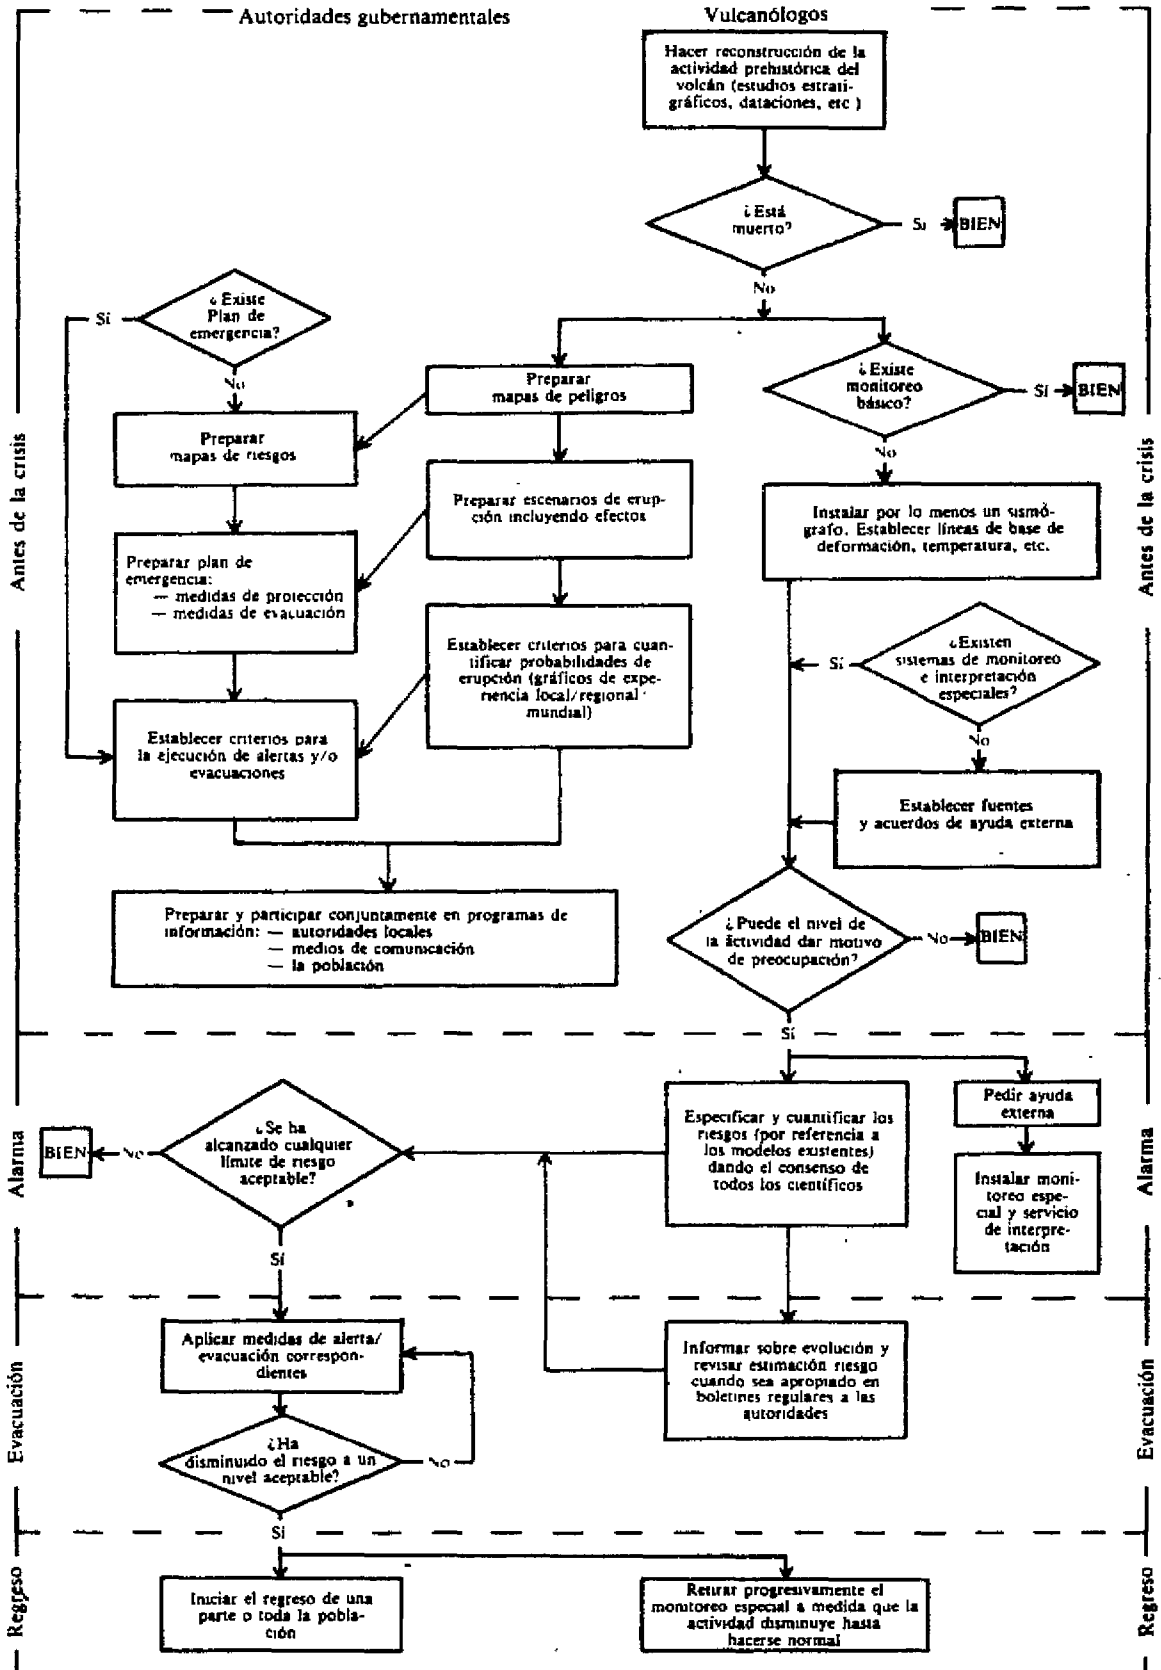 Autoridades gubernamentales
Vulcanólogos
Hacer reconstrucción de la
actividad prehistórica del
volcán (estudios estrati-
gráficos, dataciones, etc )
¿Está
muerto?
Si
BIEN
No
¿Existe
Plan de
emergencia?
Sí
No
Preparar
mapas de peligros
¿Existe
monitoreo
básico?
Sí
BIEN
No
Preparar
mapas de riesgos
Preparar escenarios de erup-
ción incluyendo efectos
Instalar por lo menos un sismó-
grafo. Establecer líneas de base de
deformación, temperatura, etc.
Preparar plan de
emergencia:
— medidas de protección
— medidas de evacuación
Establecer criterios para cuan-
tificar probabilidades de
erupción (gráficos de expe-
riencia local/regional
mundial)
¿Existen
sistemas de monitoreo
e interpretación
especiales?
Sí
No
Establecer criterios para
la ejecución de alertas y/o
evacuaciones
Establecer fuentes
y acuerdos de ayuda externa
Preparar y participar conjuntamente en programas de
información: — autoridades locales
— medios de comunicación
— la población
¿Puede el nivel de
la actividad dar motivo
de preocupación?
No
BIEN
Sí
Antes de la crisis
Antes de la crisis
¿Se ha
alcanzado cualquier
límite de riesgo
aceptable?
No
BIEN
Sí
Especificar y cuantificar los
riesgos (por referencia a
los modelos existentes)
dando el consenso de
todos los científicos
Pedir ayuda
externa
Instalar moni-
toreo espe-
cial y servicio
de interpre-
tación
Alarma
Alarma
Aplicar medidas de alerta/
evacuación correspon-
dientes
Informar sobre evolución y
revisar estimación riesgo
cuando sea apropiado en
boletines regulares a las
autoridades
¿Ha
disminuido el riesgo a un
nivel aceptable?
No
Sí
Evacuación
Evacuación
Iniciar el regreso de una
parte o toda la pobla-
ción
Retirar progresivamente el
monitoreo especial a medida que la
actividad disminuye hasta
hacerse normal
Regreso
Regreso